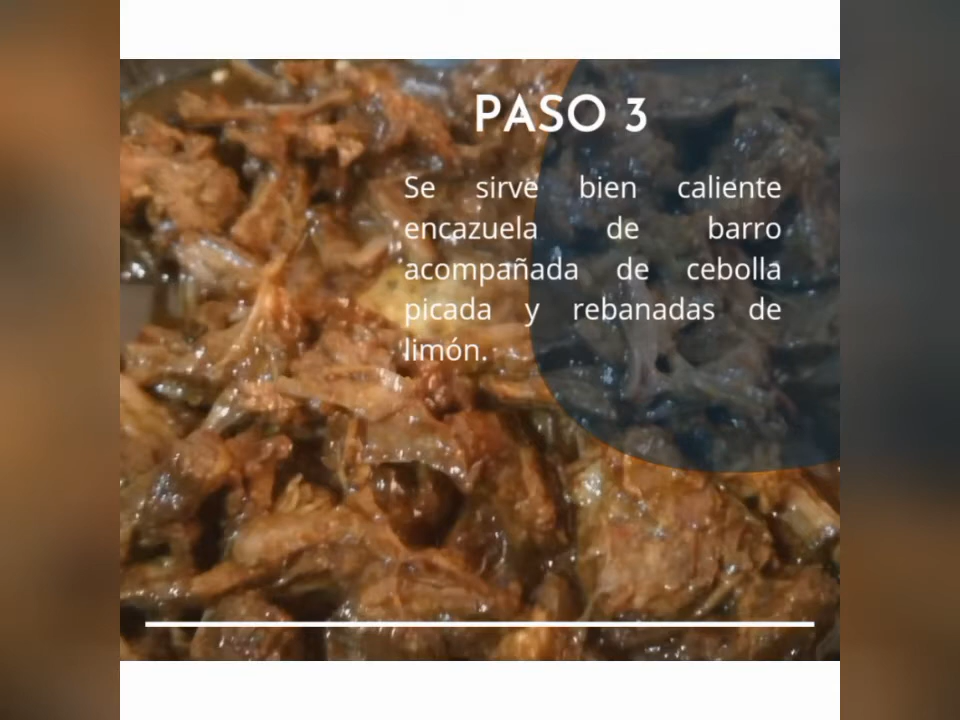 PASO 3
Se sirve bien caliente
encazuela de barro
acompañada de cebolla
picada y rebanadas de
limón.